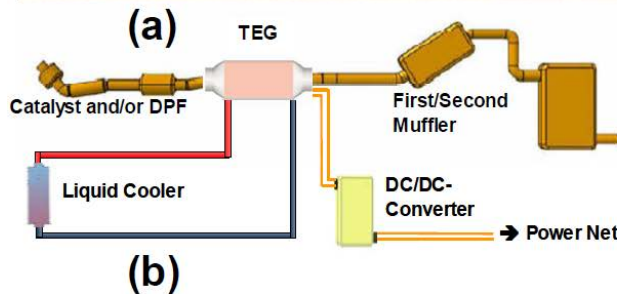 (a)
TEG
Catalyst and/or DPF
First/Second
Muffler
Liquid Cooler
DC/DC-
Converter
➔ Power Net
(b)